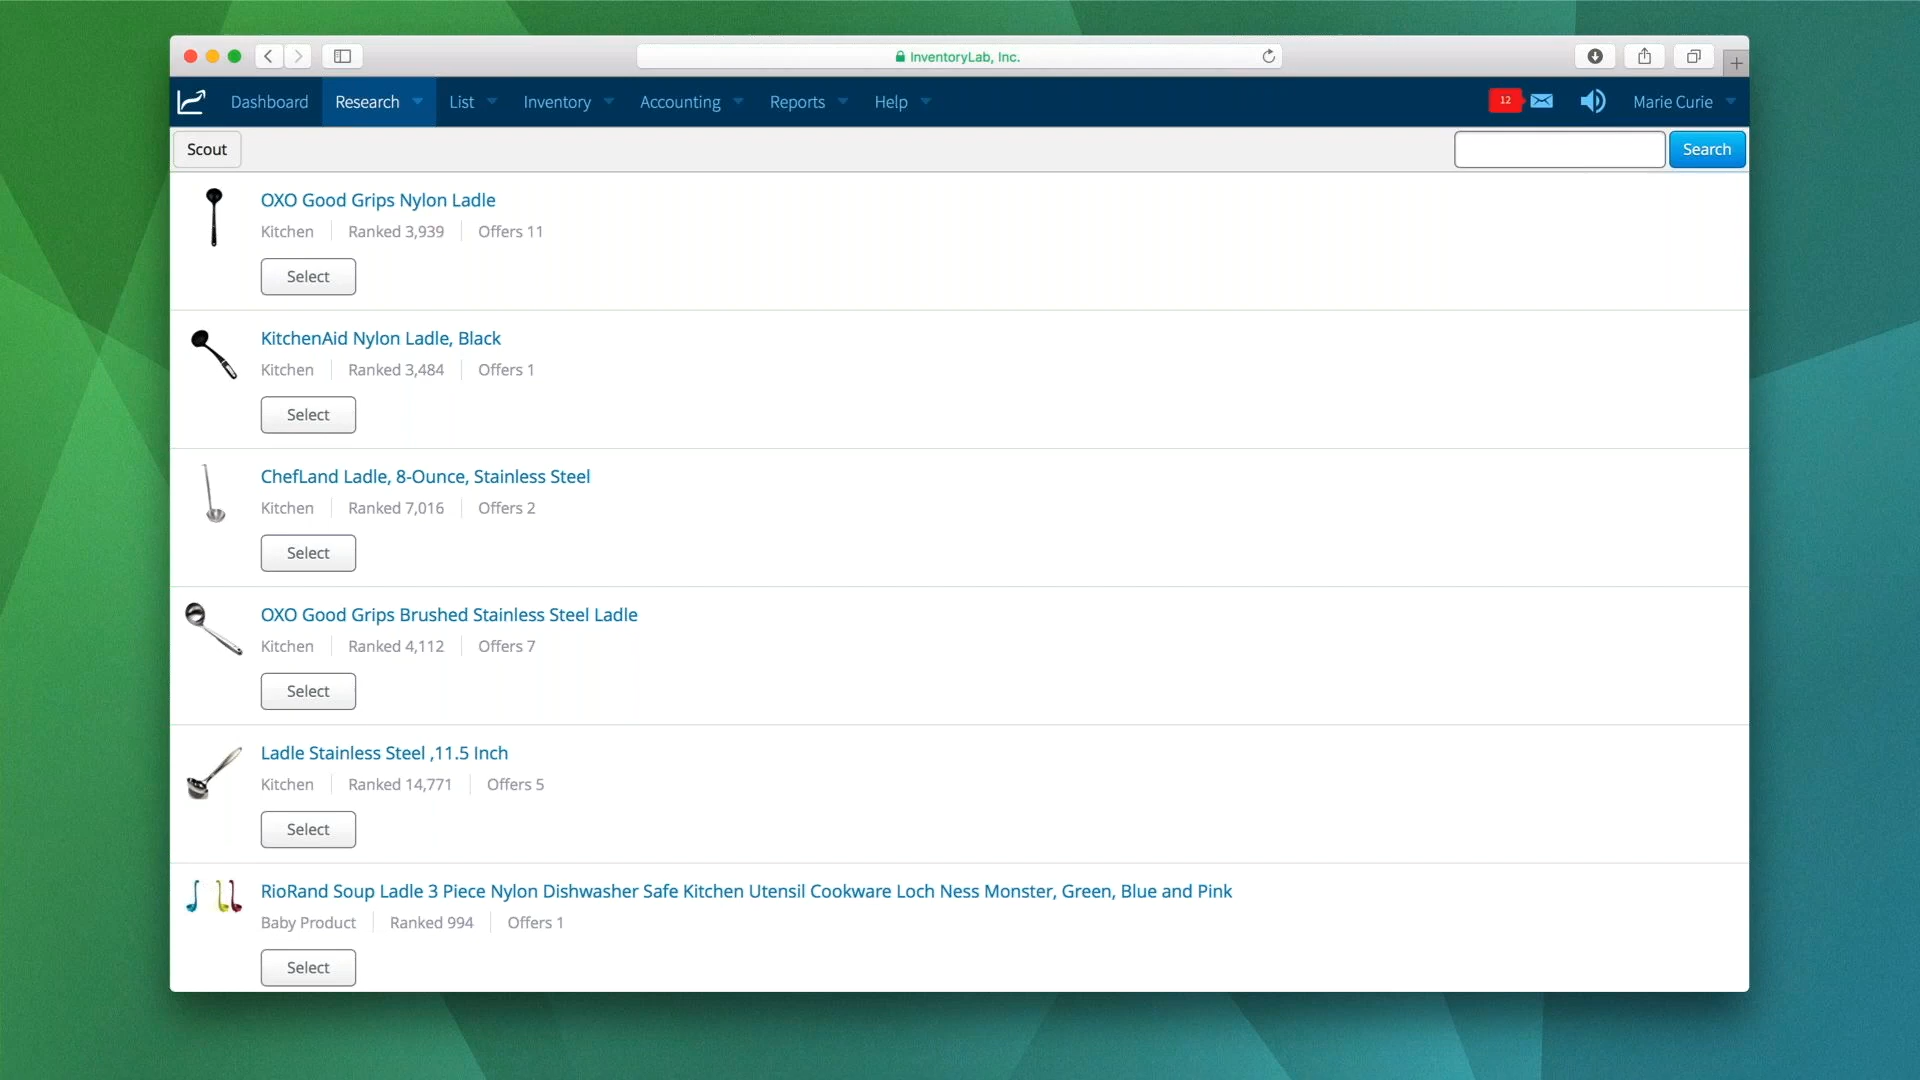 InventoryLab, Inc.
Dashboard Research List Inventory Accounting Reports Help 12 Marie Curie
Scout Search
OXO Good Grips Nylon Ladle
Kitchen Ranked 3,939 Offers 11
Select
KitchenAid Nylon Ladle, Black
Kitchen Ranked 3,484 Offers 1
Select
ChefLand Ladle, 8-Ounce, Stainless Steel
Kitchen Ranked 7,016 Offers 2
Select
OXO Good Grips Brushed Stainless Steel Ladle
Kitchen Ranked 4,112 Offers 7
Select
Ladle Stainless Steel ,11.5 Inch
Kitchen Ranked 14,771 Offers 5
Select
RioRand Soup Ladle 3 Piece Nylon Dishwasher Safe Kitchen Utensil Cookware Loch Ness Monster, Green, Blue and Pink
Baby Product Ranked 994 Offers 1
Select